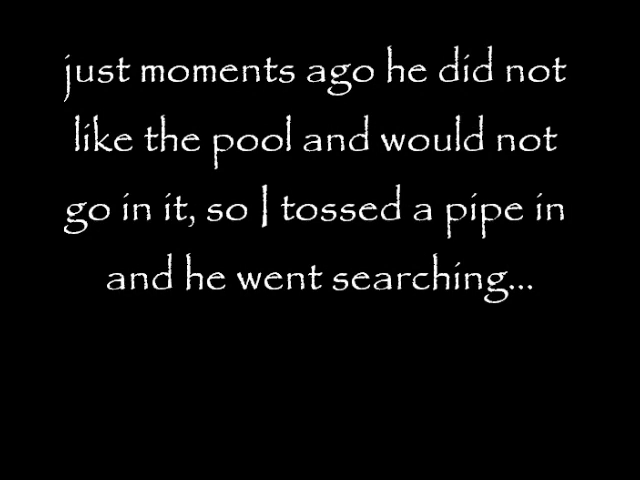 just moments ago he did not
like the pool and would not
go in it, so I tossed a pipe in
and he went searching...